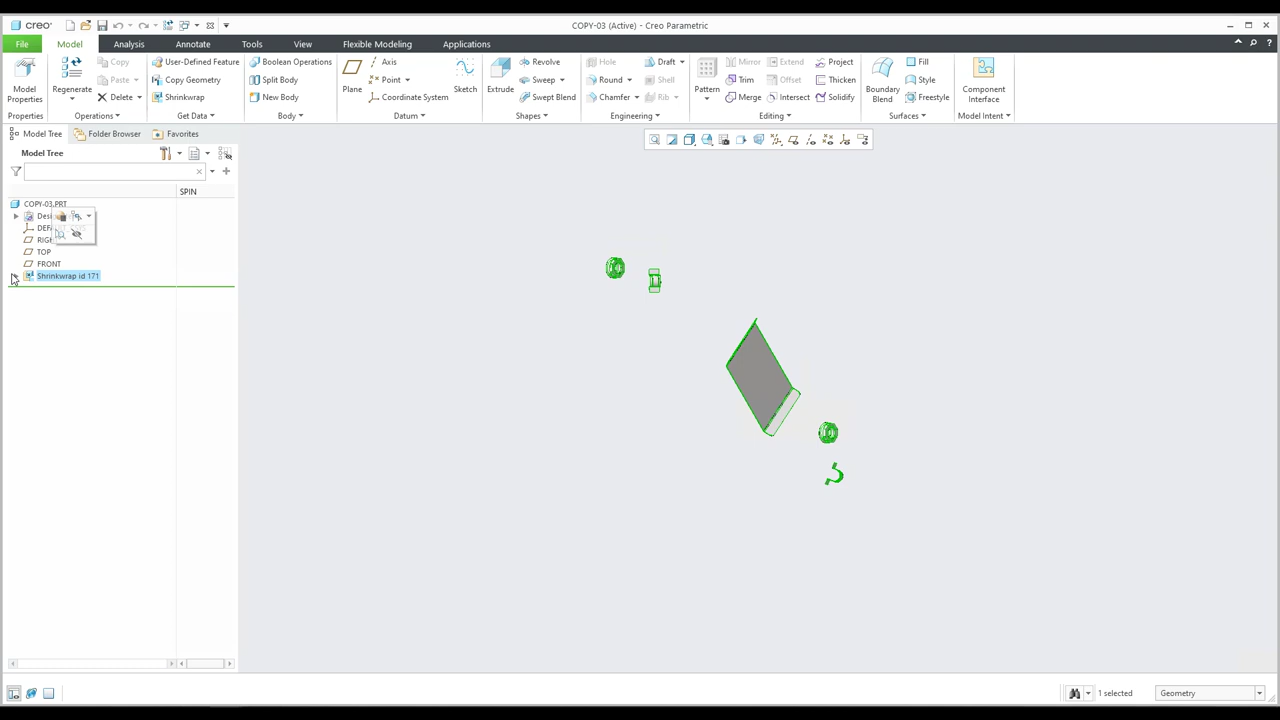 creo
COPY-03 (Active) - Creo Parametric
File Model Analysis Annotate Tools View Flexible Modeling Applications
Model Properties
Regenerate
Copy
Paste
Delete
User-Defined Feature
Copy Geometry
Shrinkwrap
Boolean Operations
Split Body
New Body
Plane
Axis
Point
Coordinate System
Sketch
Extrude
Revolve
Sweep
Swept Blend
Hole
Round
Chamfer
Draft
Shell
Rib
Pattern
Mirror
Trim
Merge
Extend
Offset
Intersect
Project
Thicken
Solidify
Boundary Blend
Fill
Style
Freestyle
Component Interface
Properties Operations Get Data Body Datum Shapes Engineering Editing Surfaces Model Intent
Model Tree Folder Browser Favorites
Model Tree
SPIN
COPY-03.PRT
TOP
FRONT
Shrinkwrap id 171
1 selected
Geometry